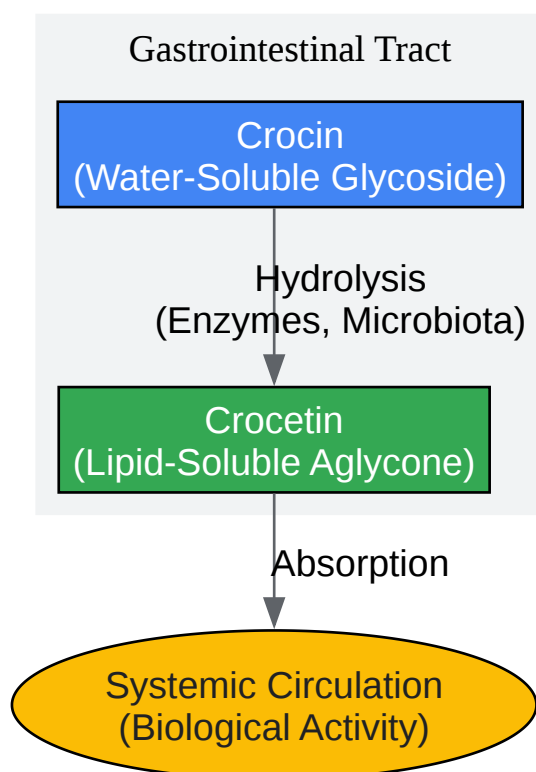 Gastrointestinal Tract
Crocin
(Water-Soluble Glycoside)
Hydrolysis
(Enzymes, Microbiota)
Crocetin
(Lipid-Soluble Aglycone)
Absorption
Systemic Circulation
(Biological Activity)